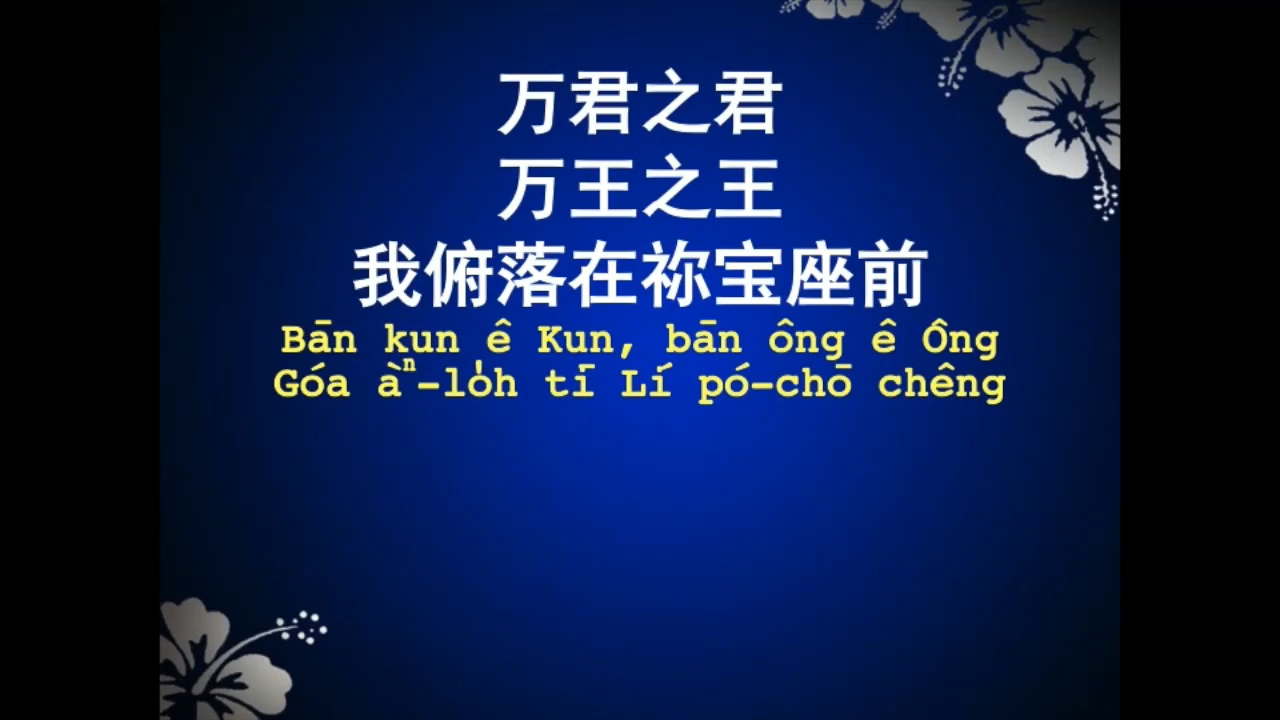 万君之君
万王之王
我俯落在祢宝座前
Bān kun ê Kun, bān ông ê Ông
Góa àⁿ-lo̍h tī Lí pó-chō chêng